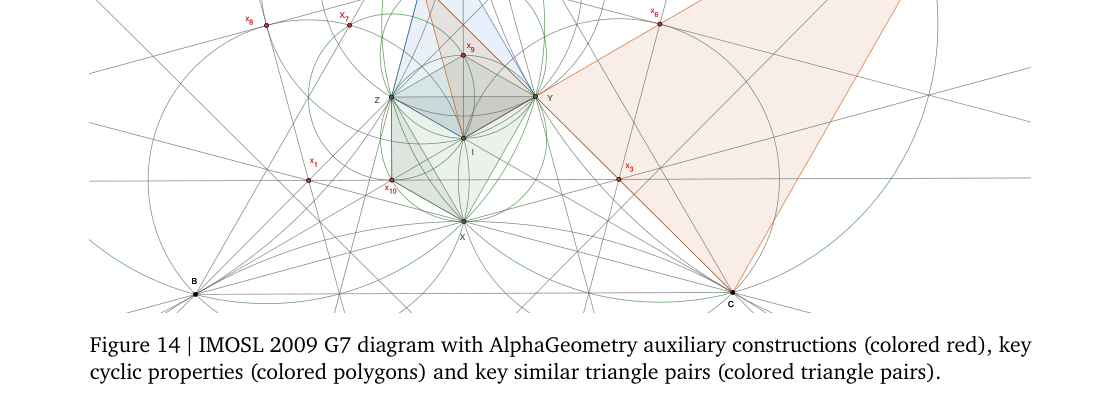 x8
x7
x6
x9
Z
Y
I
x1
x3
x10
X
B
C
Figure 14 | IMOSL 2009 G7 diagram with AlphaGeometry auxiliary constructions (colored red), key
cyclic properties (colored polygons) and key similar triangle pairs (colored triangle pairs).